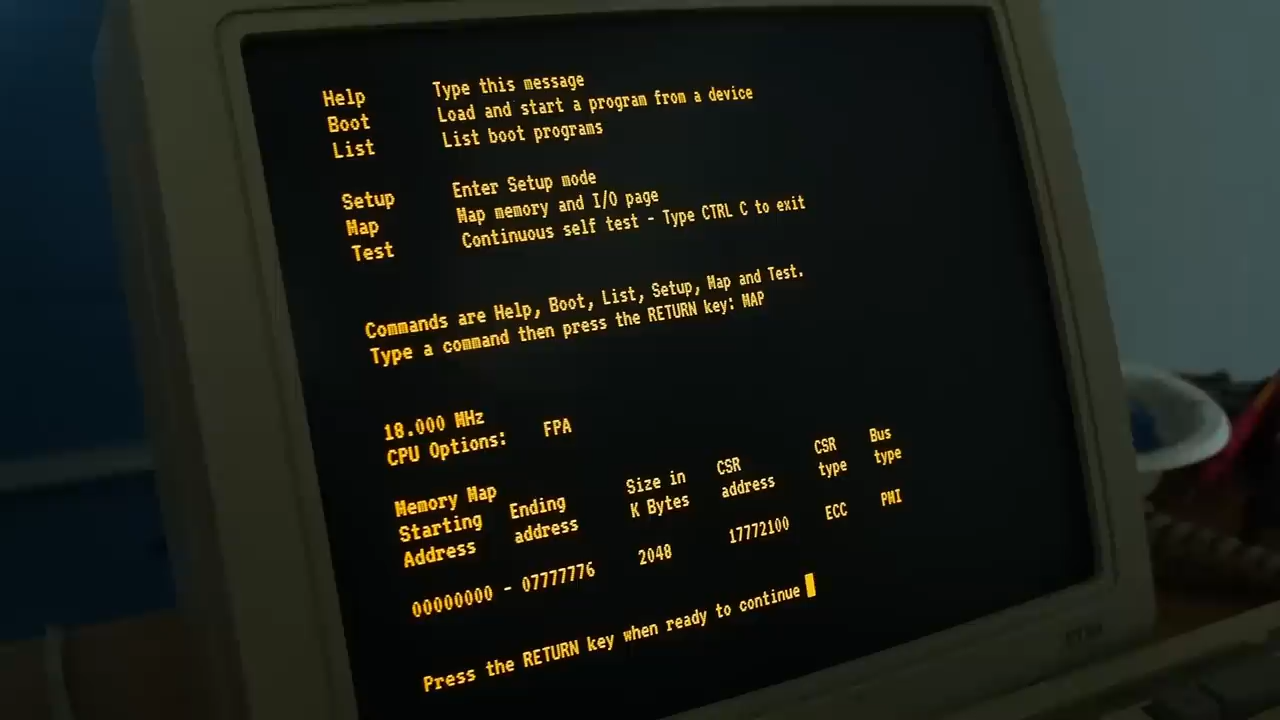 Help Type this message
Boot Load and start a program from a device
List List boot programs
Setup Enter Setup mode
Map Map memory and I/O page
Test Continuous self test - Type CTRL C to exit
Commands are Help, Boot, List, Setup, Map and Test.
Type a command then press the RETURN key: MAP
18.000 MHz
CPU Options: FPA
Memory Map
Starting Ending Size in CSR CSR Bus
Address address K Bytes address type type
00000000 - 07777776 2048 17772100 ECC PMI
Press the RETURN key when ready to continue